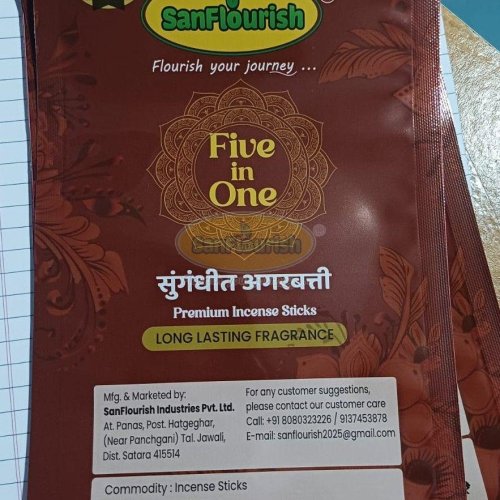 SanFlourish
®
Flourish your journey ...
Five
in
One
SanFlourish
®
सुंगंधीत अगरबत्ती
Premium Incense Sticks
LONG LASTING FRAGRANCE
Mfg. & Marketed by:
SanFlourish Industries Pvt. Ltd.
At. Panas, Post. Hatgeghar,
(Near Panchgani) Tal. Jawali,
Dist. Satara 415514
For any customer suggestions,
please contact our customer care
Call: +91 8080323226 / 9137453878
E-mail: sanflourish2025@gmail.com
Commodity : Incense Sticks